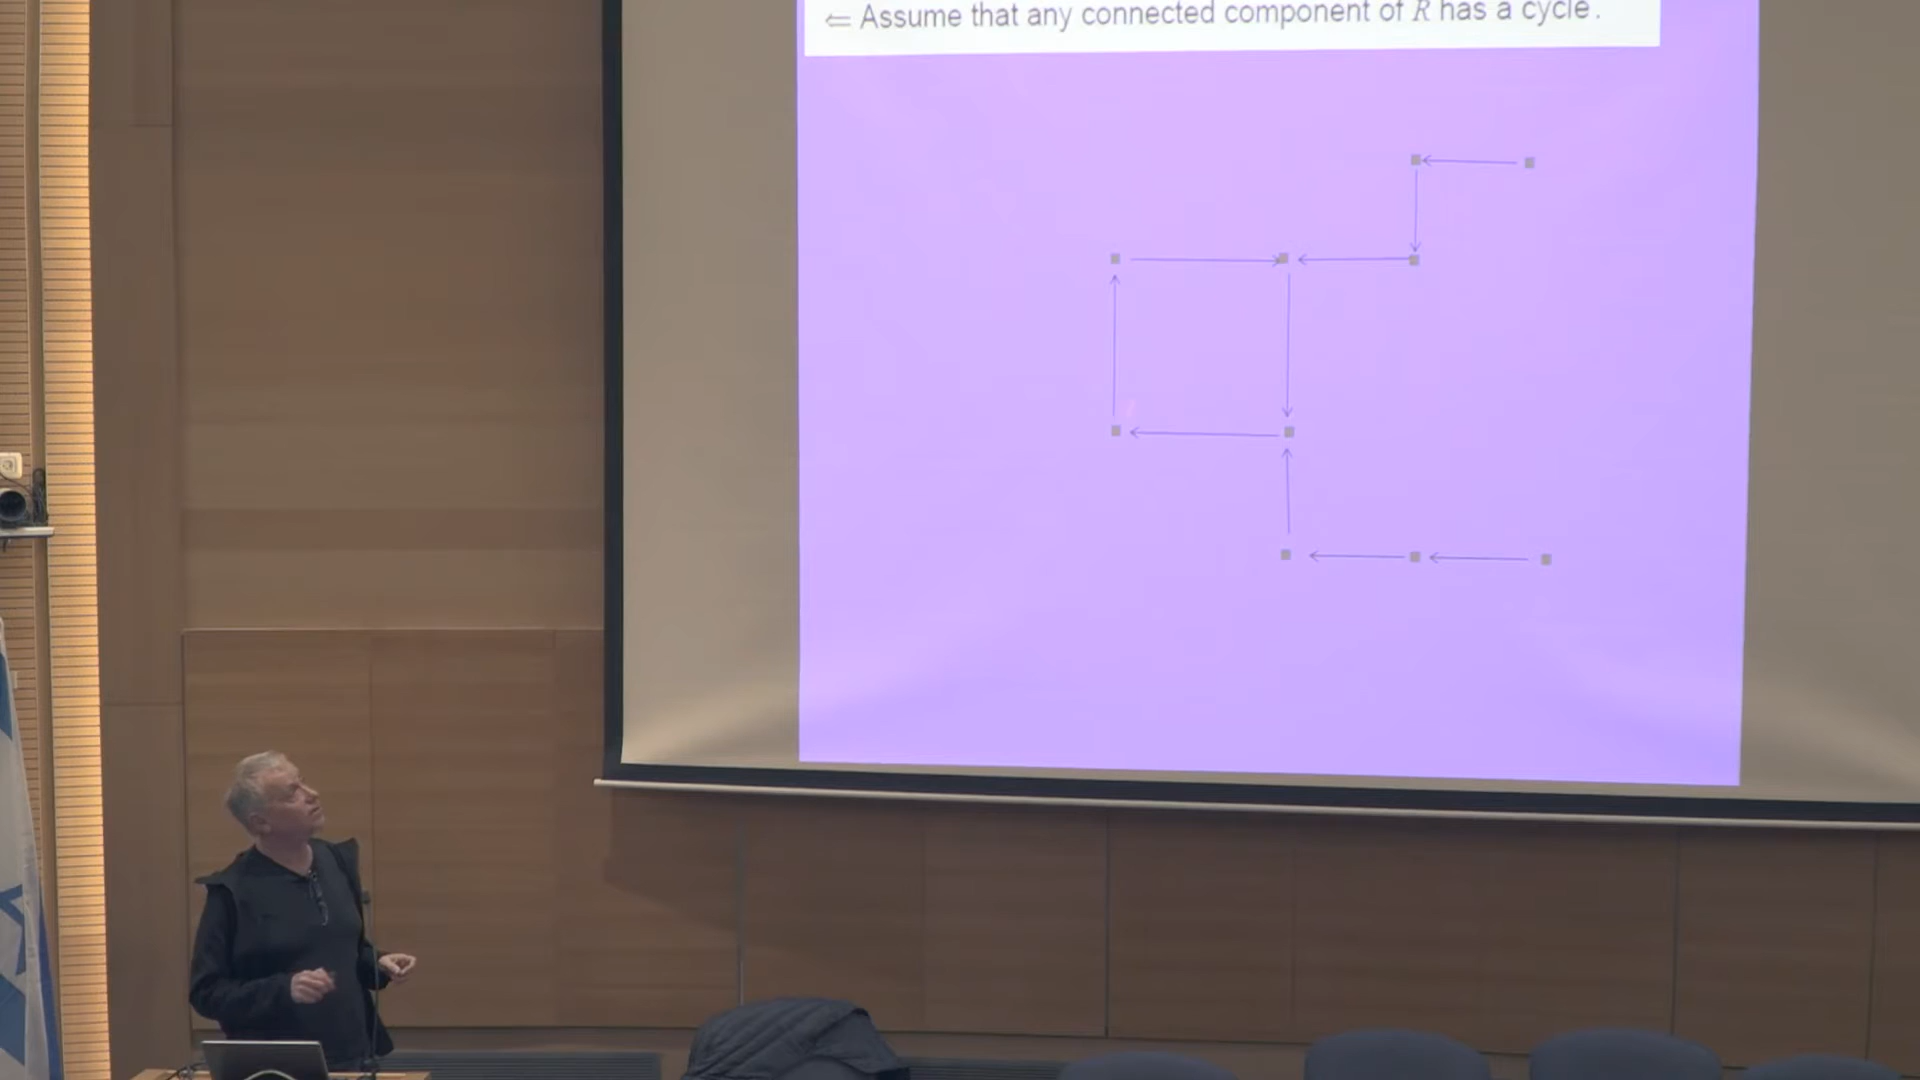 ⇐ Assume that any connected component of R has a cycle.